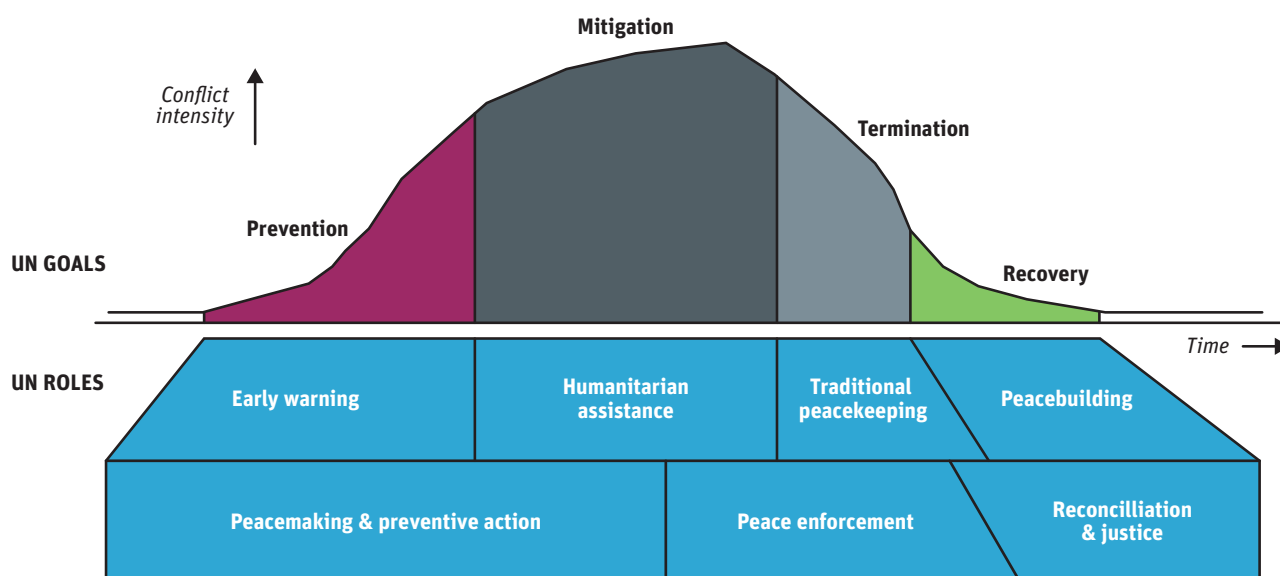 Mitigation
Conflict
intensity
Termination
Prevention
UN GOALS
Recovery
Time
UN ROLES
Early warning
Humanitarian
assistance
Traditional
peacekeeping
Peacebuilding
Peacemaking & preventive action
Peace enforcement
Reconcilliation
& justice